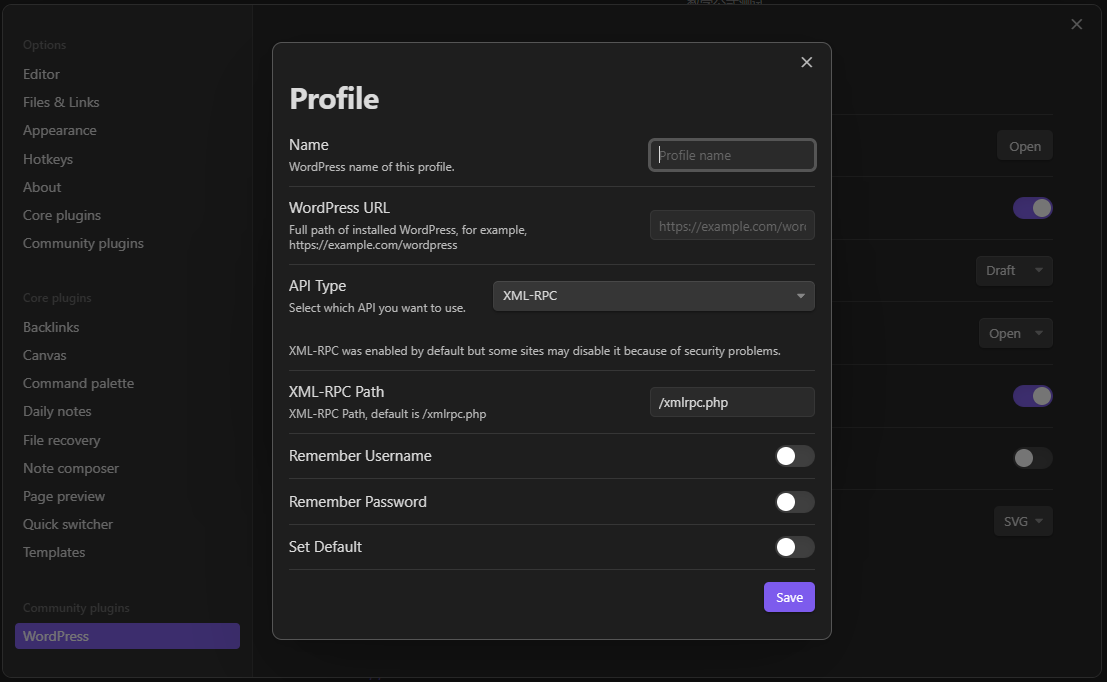 Options
Editor
Files & Links
Appearance
Hotkeys
About
Core plugins
Community plugins
Core plugins
Backlinks
Canvas
Command palette
Daily notes
File recovery
Note composer
Page preview
Quick switcher
Templates
Community plugins
WordPress
Profile
Name
WordPress name of this profile.
Profile name
WordPress URL
Full path of installed WordPress, for example,
https://example.com/wordpress
https://example.com/wor
API Type
Select which API you want to use.
XML-RPC
XML-RPC was enabled by default but some sites may disable it because of security problems.
XML-RPC Path
XML-RPC Path, default is /xmlrpc.php
/xmlrpc.php
Remember Username
Remember Password
Set Default
Save
Open
Draft
Open
SVG